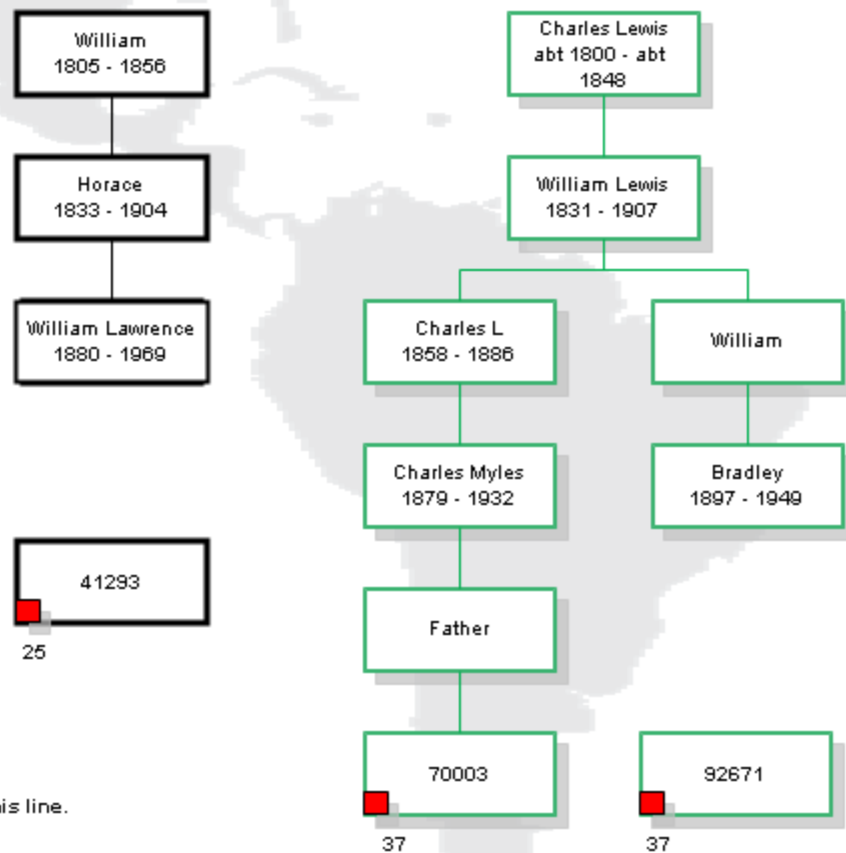 William
1805 - 1856
Charles Lewis
abt 1800 - abt
1848
Horace
1833 - 1904
William Lewis
1831 - 1907
William Lawrence
1880 - 1969
Charles L
1858 - 1886
William
Charles Myles
1879 - 1932
Bradley
1897 - 1949
41293
25
Father
70003
37
92671
37
is line.